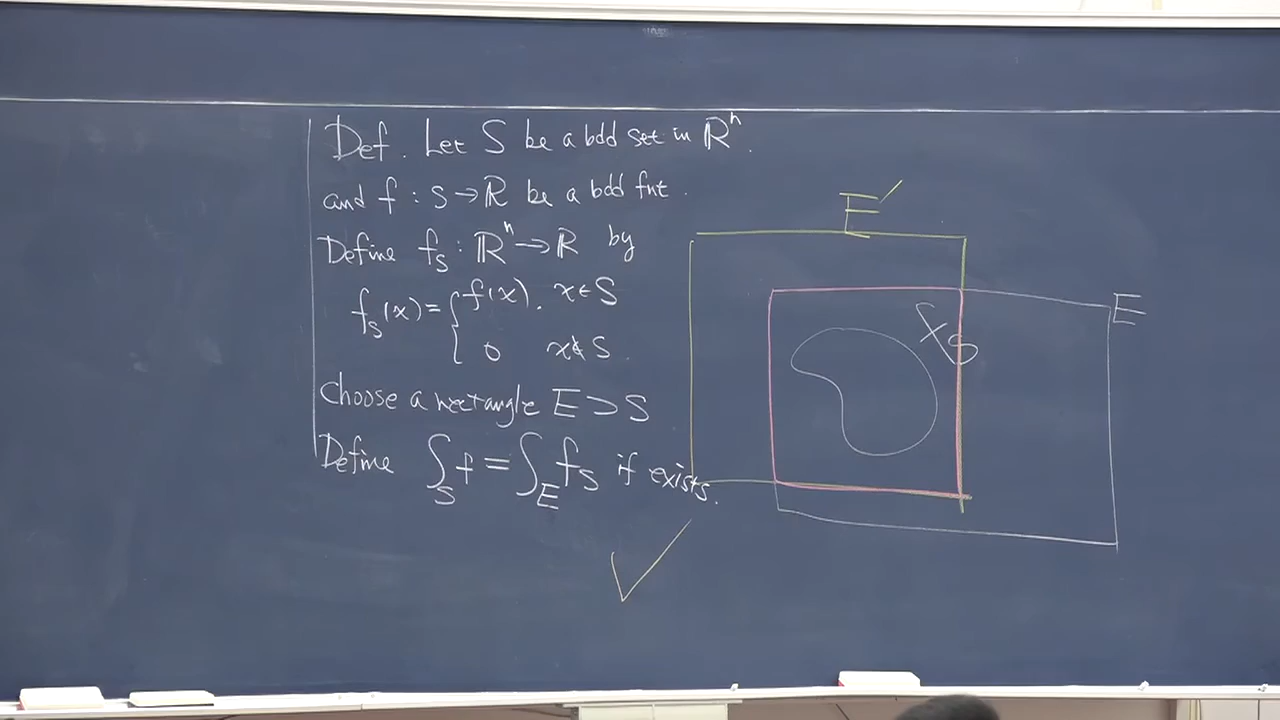 Def. Let S be a bdd set in ℝⁿ.
and f : S → ℝ be a bdd fnt.
Define f_S : ℝⁿ → ℝ by
f_S(x) = { f(x), x ∈ S
0 x ∉ S.
Choose a rectangle E ⊃ S
Define ∫_S f = ∫_E f_S if exists.
E′
E
S